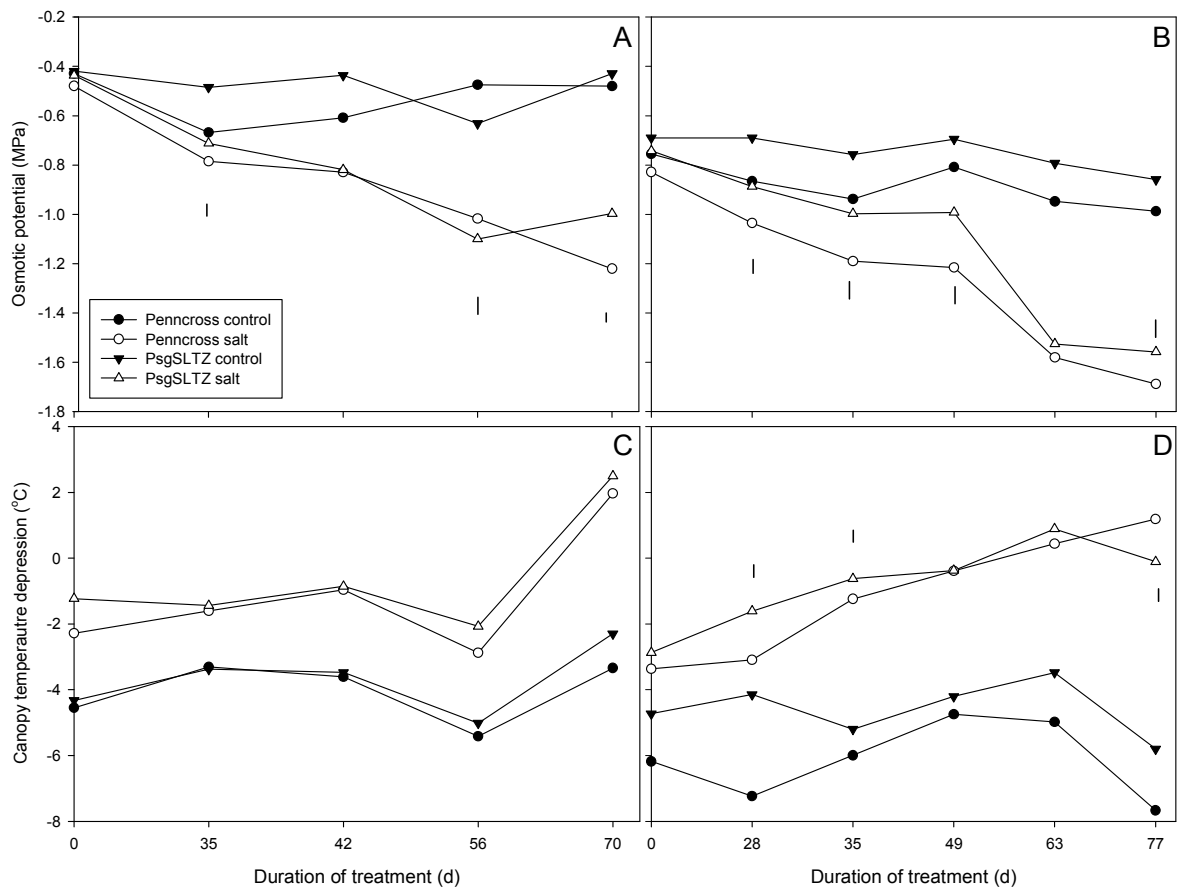 -0.2
-0.4
-0.6
-0.8
-1.0
-1.2
-1.4
-1.6
-1.8
Osmotic potential (MPa)
A
Penncross control
Penncross salt
PsgSLTZ control
PsgSLTZ salt
B
4
2
0
-2
-4
-6
-8
Canopy temperautre depression (°C)
C
0 35 42 56 70
Duration of treatment (d)
D
0 28 35 49 63 77
Duration of treatment (d)